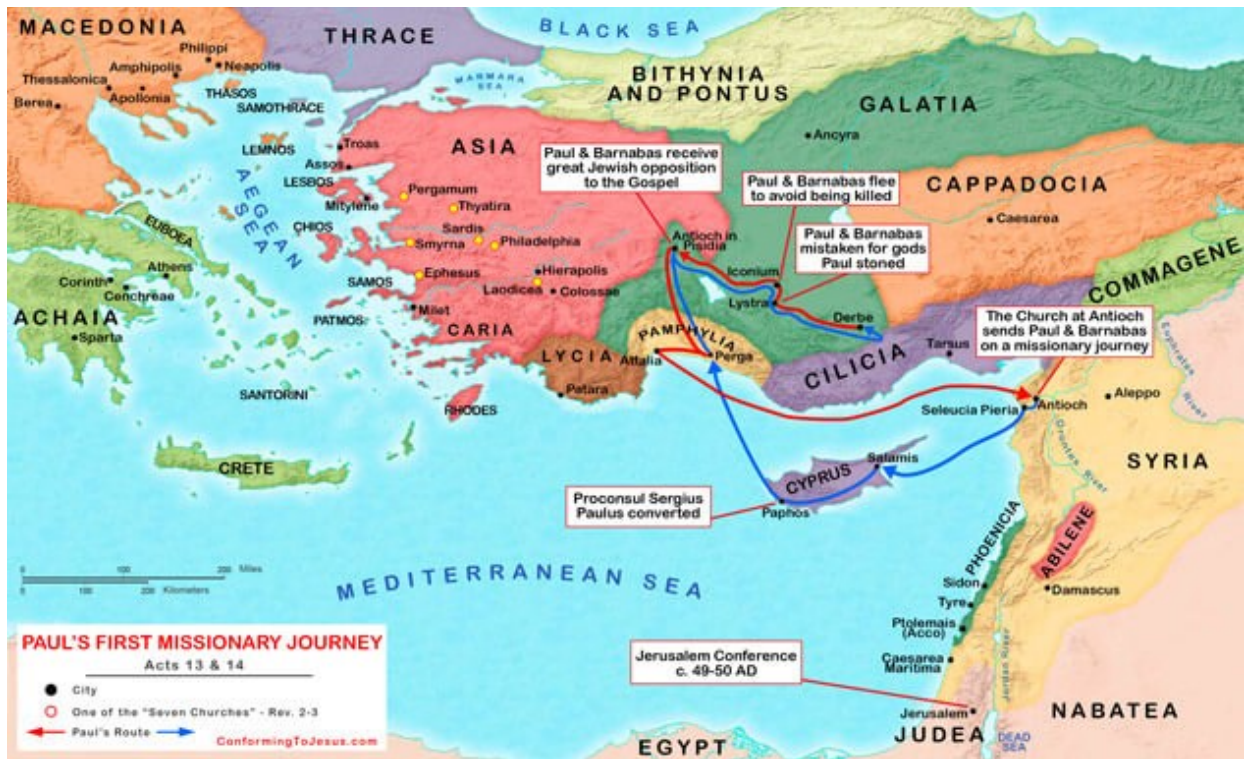 MACEDONIA
THRACE
BLACK SEA
BITHYNIA
AND PONTUS
GALATIA
Philippi
Neapolis
Amphipolis
Thessalonica
Apollonia
Berea
THASOS
SAMOTHRACE
MARMARA
SEA
Ancyra
LEMNOS
Troas
Assos
ASIA
LESBOS
Mitylene
AEGEAN
SEA
Paul & Barnabas receive
great Jewish opposition
to the Gospel
Paul & Barnabas flee
to avoid being killed
Paul & Barnabas
mistaken for gods
Paul stoned
CAPPADOCIA
Caesarea
Pergamum
Thyatira
Sardis
Smyrna
Philadelphia
CHIOS
EUBOEA
Athens
Corinth
Cenchreae
ACHAIA
Sparta
SAMOS
Ephesus
Hierapolis
Laodicea
Colossae
PATMOS
Milet
CARIA
Antioch in
Pisidia
Iconium
Lystra
Derbe
COMMAGENE
The Church at Antioch
sends Paul & Barnabas
on a missionary journey
Euphrates
River
LYCIA
PAMPHYLIA
Attalia
Perga
CILICIA
Tarsus
Patara
SANTORINI
RHODES
Seleucia Pieria
Antioch
Aleppo
Orontes
River
SYRIA
CRETE
CYPRUS
Salamis
Paphos
Proconsul Sergius
Paulus converted
MEDITERRANEAN SEA
PHOENICIA
ABILENE
Sidon
Damascus
Tyre
Ptolemais
(Acco)
Caesarea
Maritima
Jordan River
Jerusalem Conference
c. 49-50 AD
Jerusalem
JUDEA
DEAD
SEA
NABATEA
EGYPT
0 100 200 Miles
0 100 200 Kilometers
PAUL'S FIRST MISSIONARY JOURNEY
Acts 13 & 14
City
One of the "Seven Churches" - Rev. 2-3
Paul's Route
ConformingToJesus.com